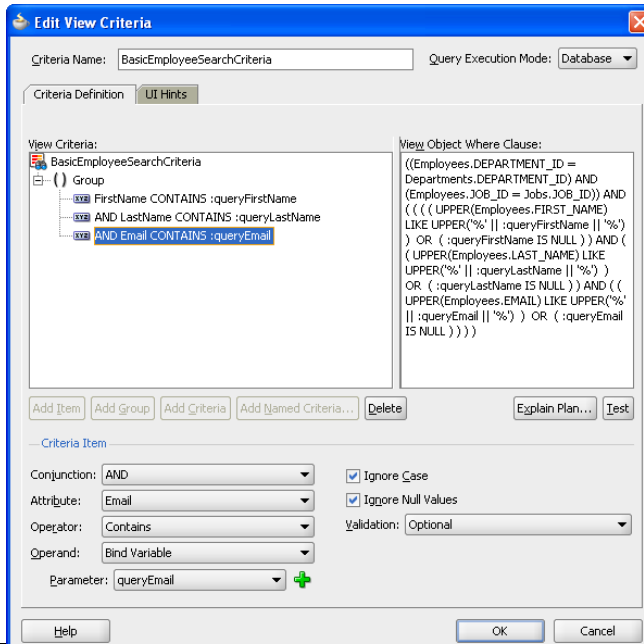 Edit View Criteria
Criteria Name: BasicEmployeeSearchCriteria Query Execution Mode: Database
Criteria Definition UI Hints
View Criteria:
BasicEmployeeSearchCriteria
() Group
XYZ FirstName CONTAINS :queryFirstName
XYZ AND LastName CONTAINS :queryLastName
XYZ AND Email CONTAINS :queryEmail
View Object Where Clause:
((Employees.DEPARTMENT_ID =
Departments.DEPARTMENT_ID) AND
(Employees.JOB_ID = Jobs.JOB_ID)) AND
( ( ( ( UPPER(Employees.FIRST_NAME)
LIKE UPPER('%' || :queryFirstName || '%')
) OR ( :queryFirstName IS NULL ) ) AND (
( UPPER(Employees.LAST_NAME) LIKE
UPPER('%' || :queryLastName || '%') )
OR ( :queryLastName IS NULL ) ) AND ( (
UPPER(Employees.EMAIL) LIKE UPPER('%'
|| :queryEmail || '%') ) OR ( :queryEmail
IS NULL ) ) ) )
Add Item Add Group Add Criteria Add Named Criteria... Delete Explain Plan... Test
Criteria Item
Conjunction: AND
Attribute: Email
Operator: Contains
Operand: Bind Variable
Parameter: queryEmail
Ignore Case
Ignore Null Values
Validation: Optional
Help OK Cancel